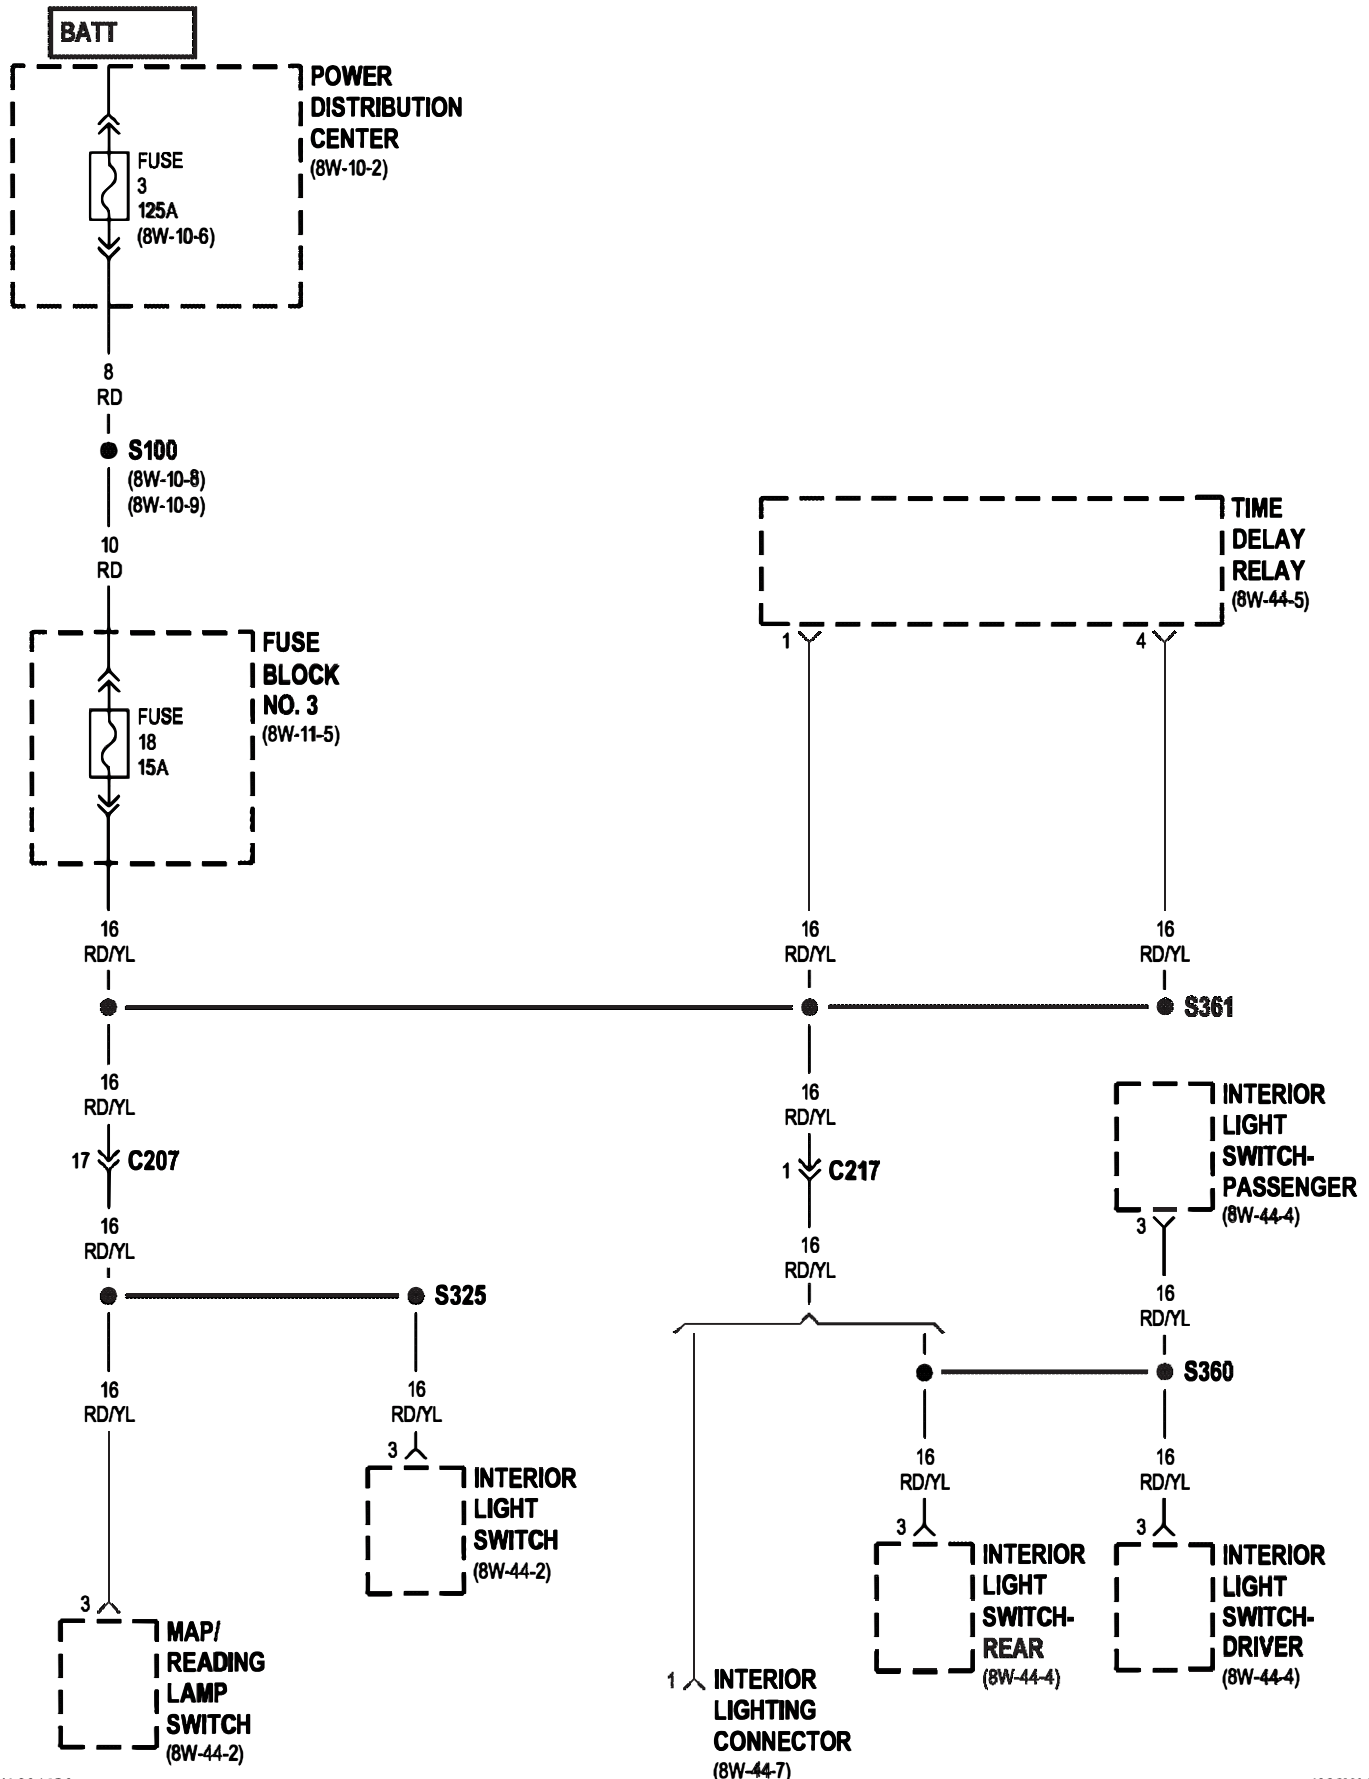 BATT
POWER
DISTRIBUTION
CENTER
(8W-10-2)
FUSE
3
125A
(8W-10-6)
8
RD
S100
(8W-10-8)
(8W-10-9)
10
RD
FUSE
BLOCK
NO. 3
(8W-11-5)
FUSE
18
15A
TIME
DELAY
RELAY
(8W-44-5)
1
4
16
RD/YL
16
RD/YL
16
RD/YL
S361
16
RD/YL
17
C207
16
RD/YL
S325
16
RD/YL
16
RD/YL
3
INTERIOR
LIGHT
SWITCH
(8W-44-2)
3
MAP/
READING
LAMP
SWITCH
(8W-44-2)
16
RD/YL
1
C217
16
RD/YL
INTERIOR
LIGHT
SWITCH-
PASSENGER
(8W-44-4)
3
16
RD/YL
S360
16
RD/YL
16
RD/YL
3
INTERIOR
LIGHT
SWITCH-
REAR
(8W-44-4)
3
INTERIOR
LIGHT
SWITCH-
DRIVER
(8W-44-4)
1
INTERIOR
LIGHTING
CONNECTOR
(8W-44-7)